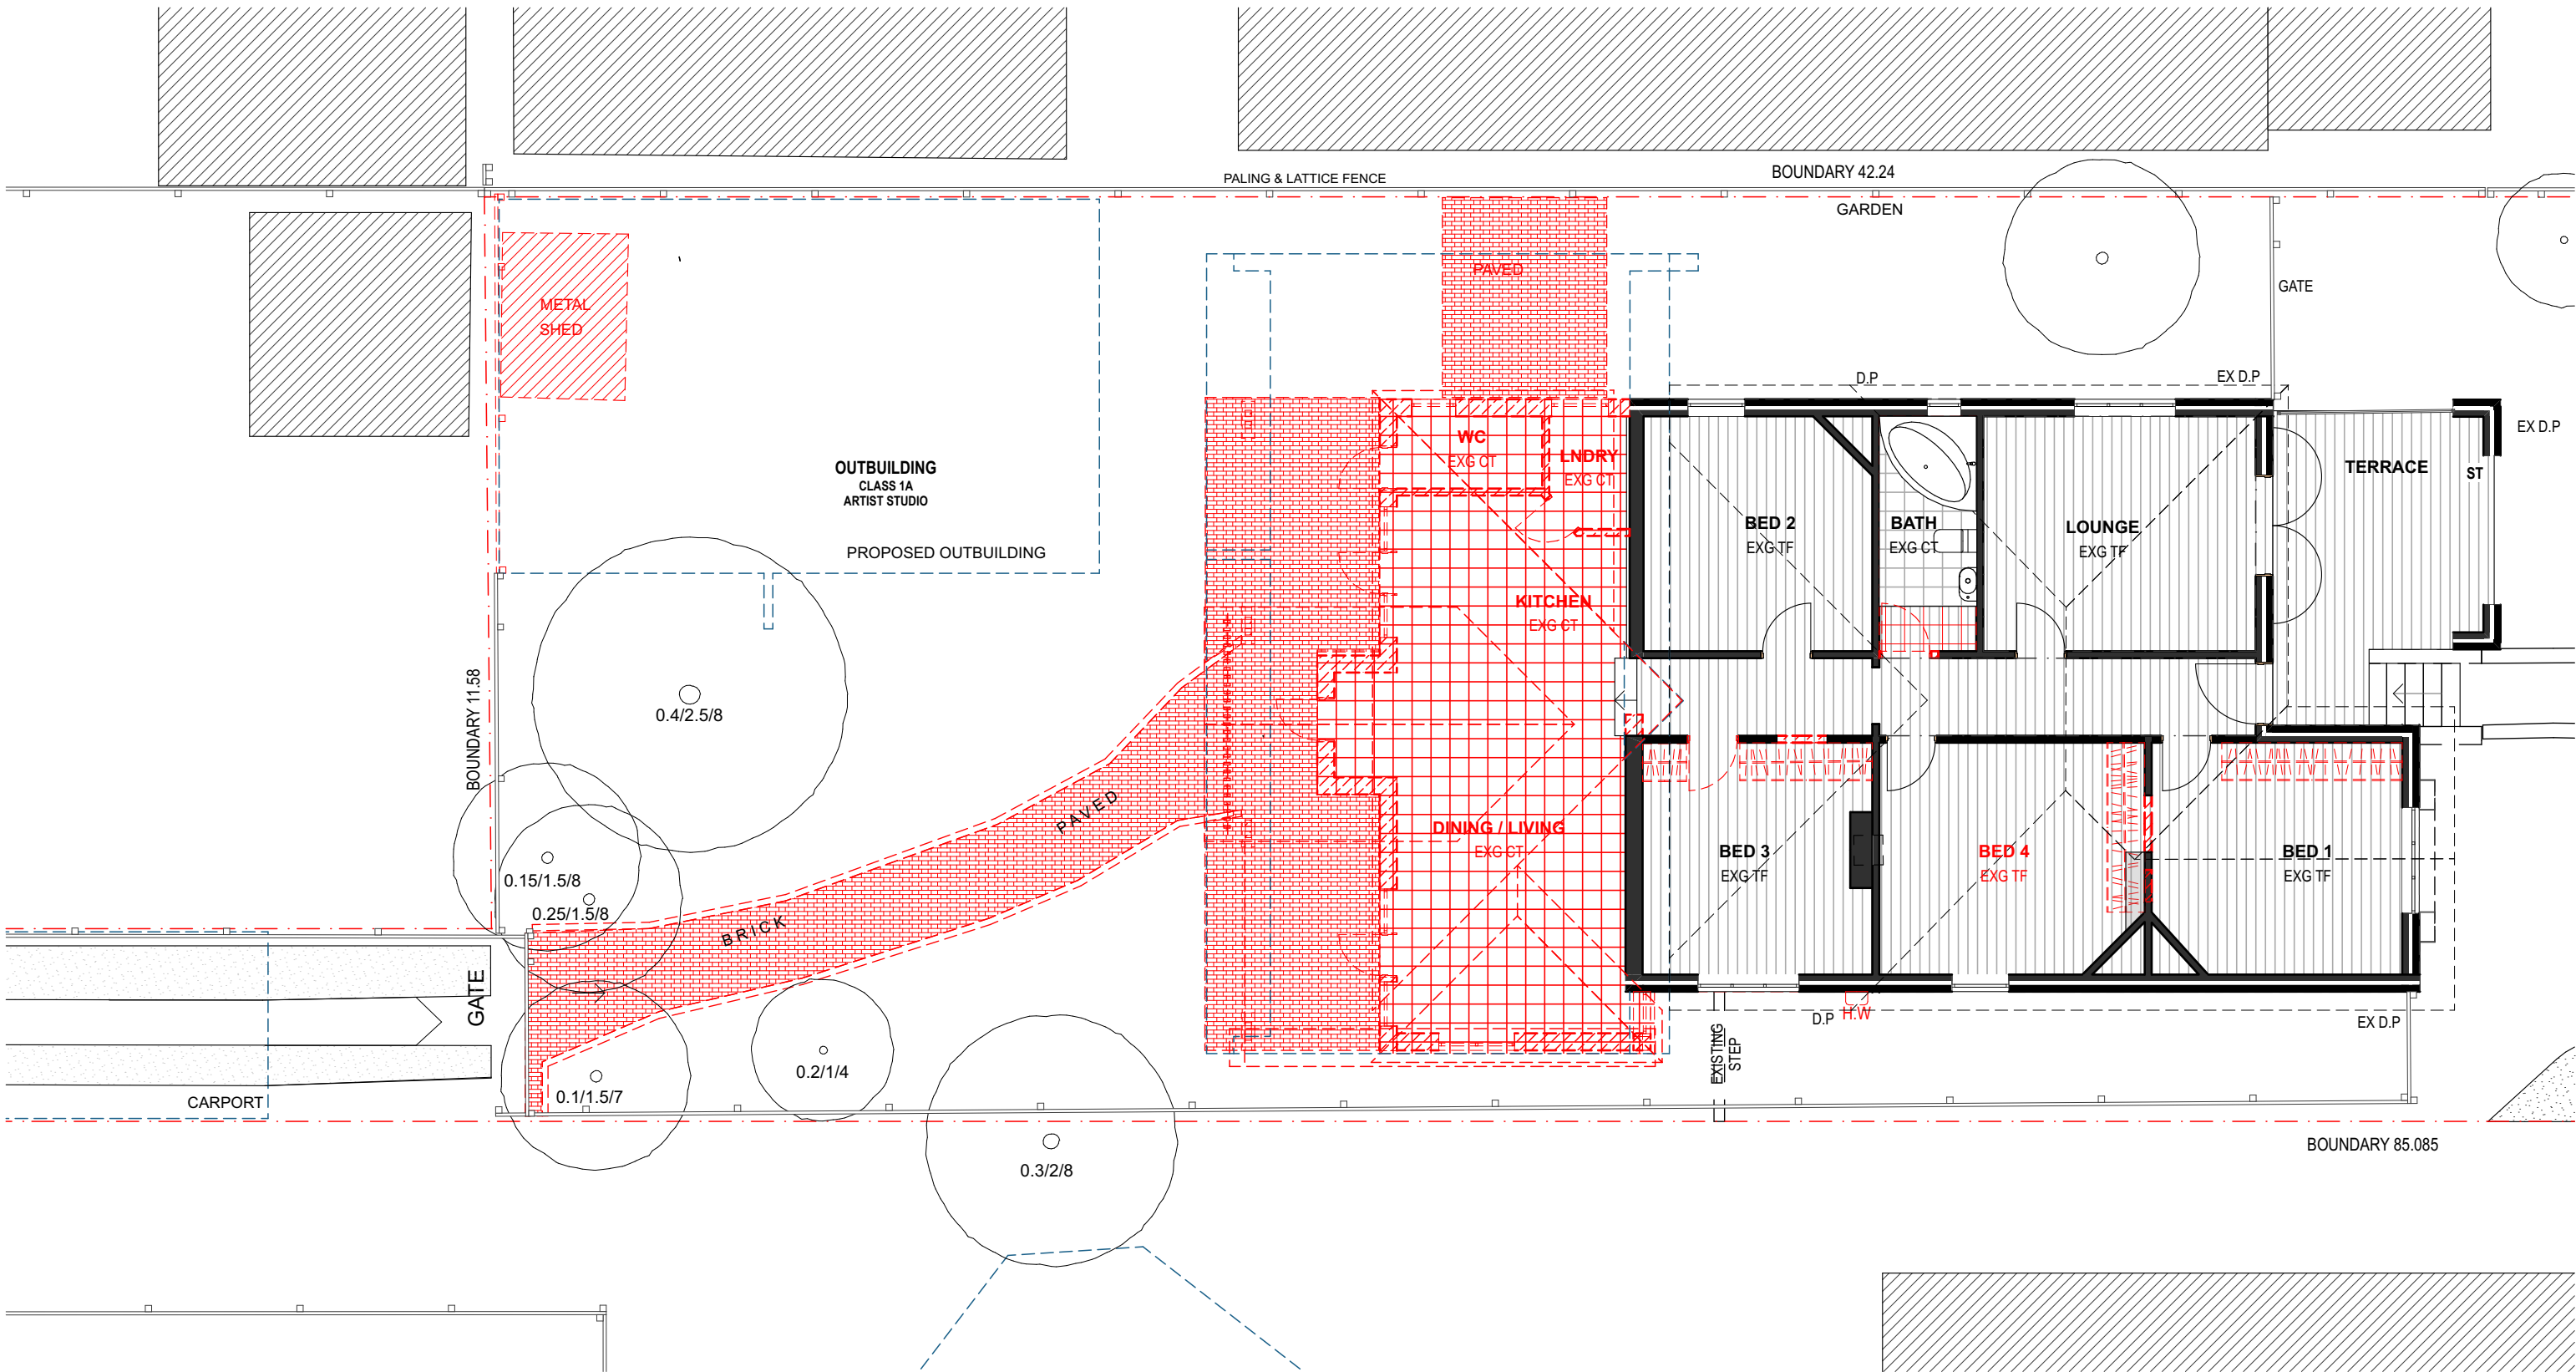 BOUNDARY 42.24
PALING & LATTICE FENCE
GARDEN
PAVED
GATE
METAL
SHED
D.P
EX D.P
EX D.P
WC
EXG CT
LNDRY
EXG CT
TERRACE
ST
OUTBUILDING
CLASS 1A
ARTIST STUDIO
BED 2
EXG TF
BATH
EXG CT
LOUNGE
EXG TF
PROPOSED OUTBUILDING
KITCHEN
EXG CT
BOUNDARY 11.58
0.4/2.5/8
PAVED
DINING / LIVING
EXG CT
BED 3
EXG TF
BED 4
EXG TF
BED 1
EXG TF
0.15/1.5/8
0.25/1.5/8
BRICK
GATE
D.P
H.W
EX D.P
EXISTING
STEP
0.2/1/4
CARPORT
0.1/1.5/7
BOUNDARY 85.085
0.3/2/8